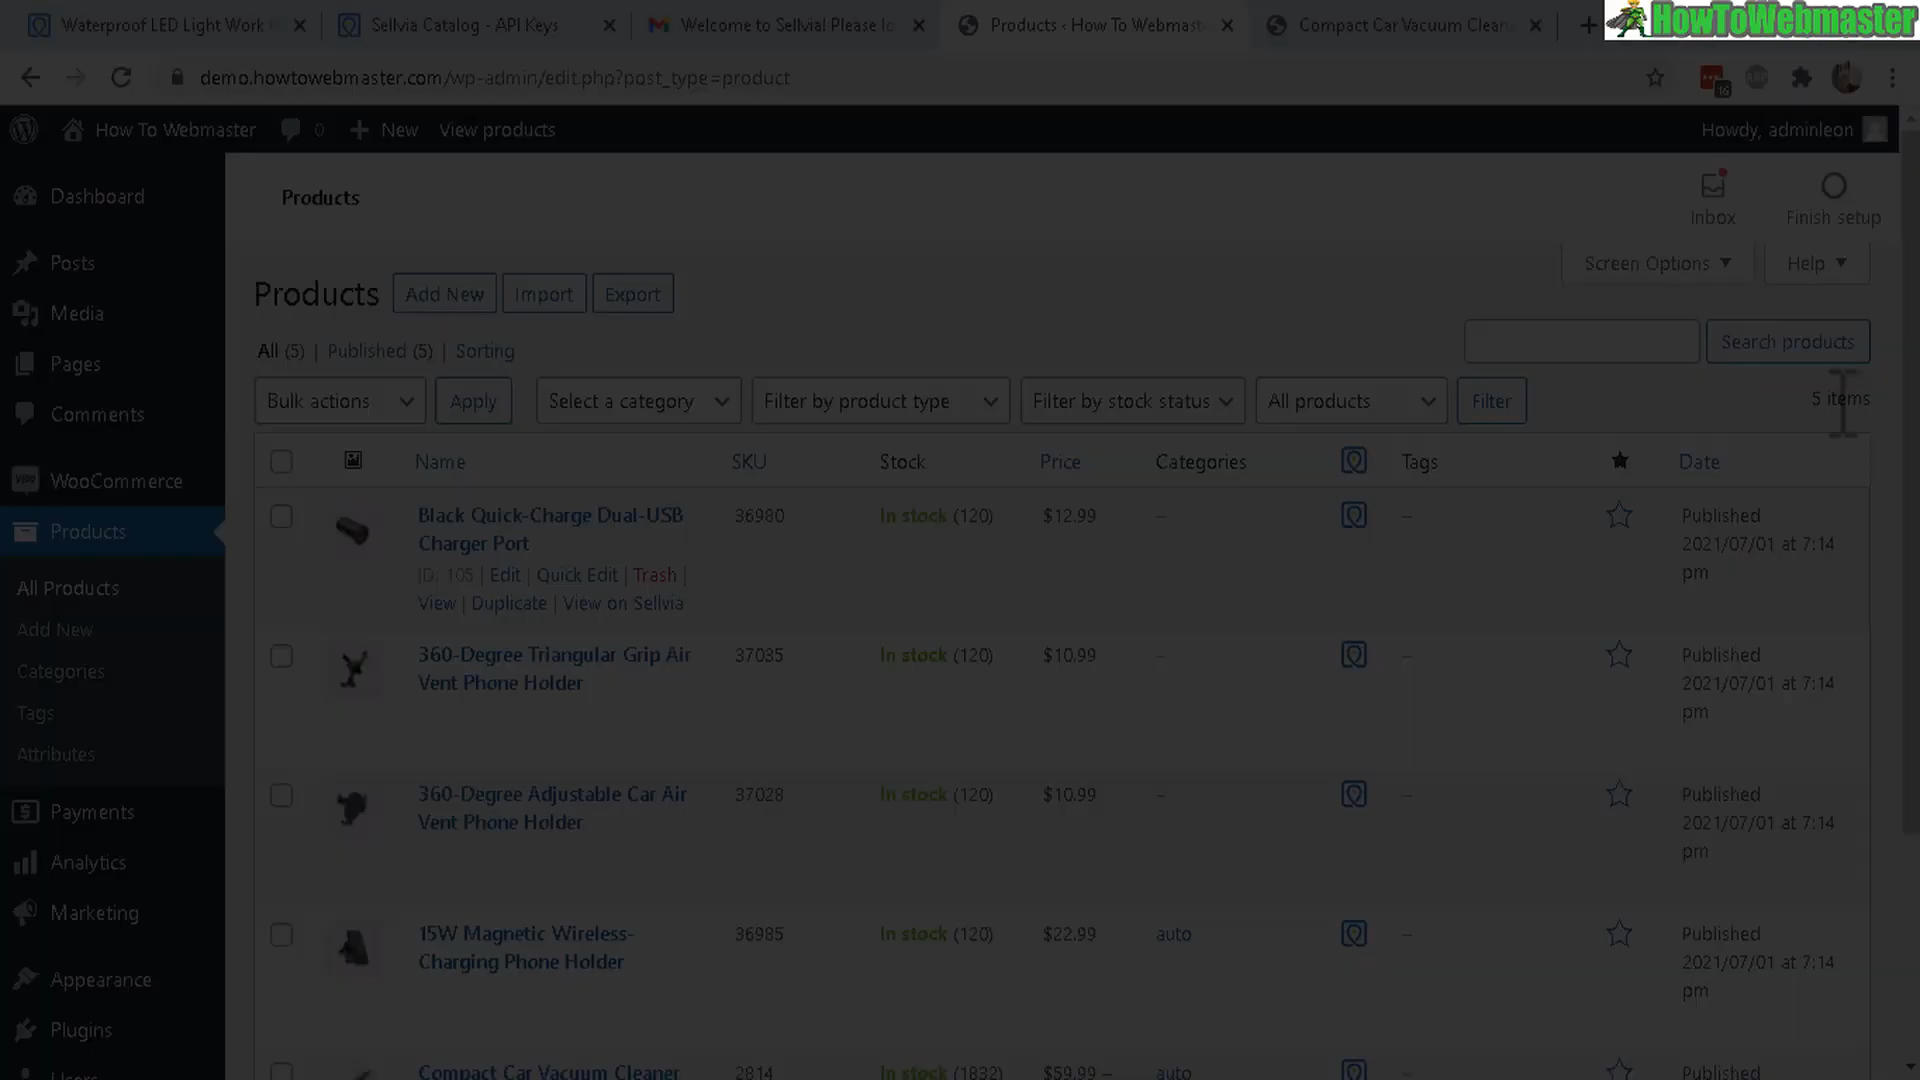 Waterproof LED Light Work
Sellvia Catalog - API Keys
Welcome to Sellvia! Please lo
Products ‹ How To Webmast
Compact Car Vacuum Clean
HowToWebmaster
demo.howtowebmaster.com/wp-admin/edit.php?post_type=product
16
How To Webmaster
0
New
View products
Howdy, adminleon
Dashboard
Posts
Media
Pages
Comments
WooCommerce
Products
All Products
Add New
Categories
Tags
Attributes
Payments
Analytics
Marketing
Appearance
Plugins
Users
Products
Inbox
Finish setup
Screen Options ▼
Help ▼
Products
Add New
Import
Export
All (5) | Published (5) | Sorting
Search products
Bulk actions
Apply
Select a category
Filter by product type
Filter by stock status
All products
Filter
5 items
Name
SKU
Stock
Price
Categories
Tags
Date
Black Quick-Charge Dual-USB
Charger Port
ID: 105 | Edit | Quick Edit | Trash |
View | Duplicate | View on Sellvia
36980
In stock (120)
$12.99
–
–
Published
2021/07/01 at 7:14
pm
360-Degree Triangular Grip Air
Vent Phone Holder
37035
In stock (120)
$10.99
–
–
Published
2021/07/01 at 7:14
pm
360-Degree Adjustable Car Air
Vent Phone Holder
37028
In stock (120)
$10.99
–
–
Published
2021/07/01 at 7:14
pm
15W Magnetic Wireless-
Charging Phone Holder
36985
In stock (120)
$22.99
auto
–
Published
2021/07/01 at 7:14
pm
Compact Car Vacuum Cleaner
2814
In stock (1832)
$59.99 –
auto
–
Published